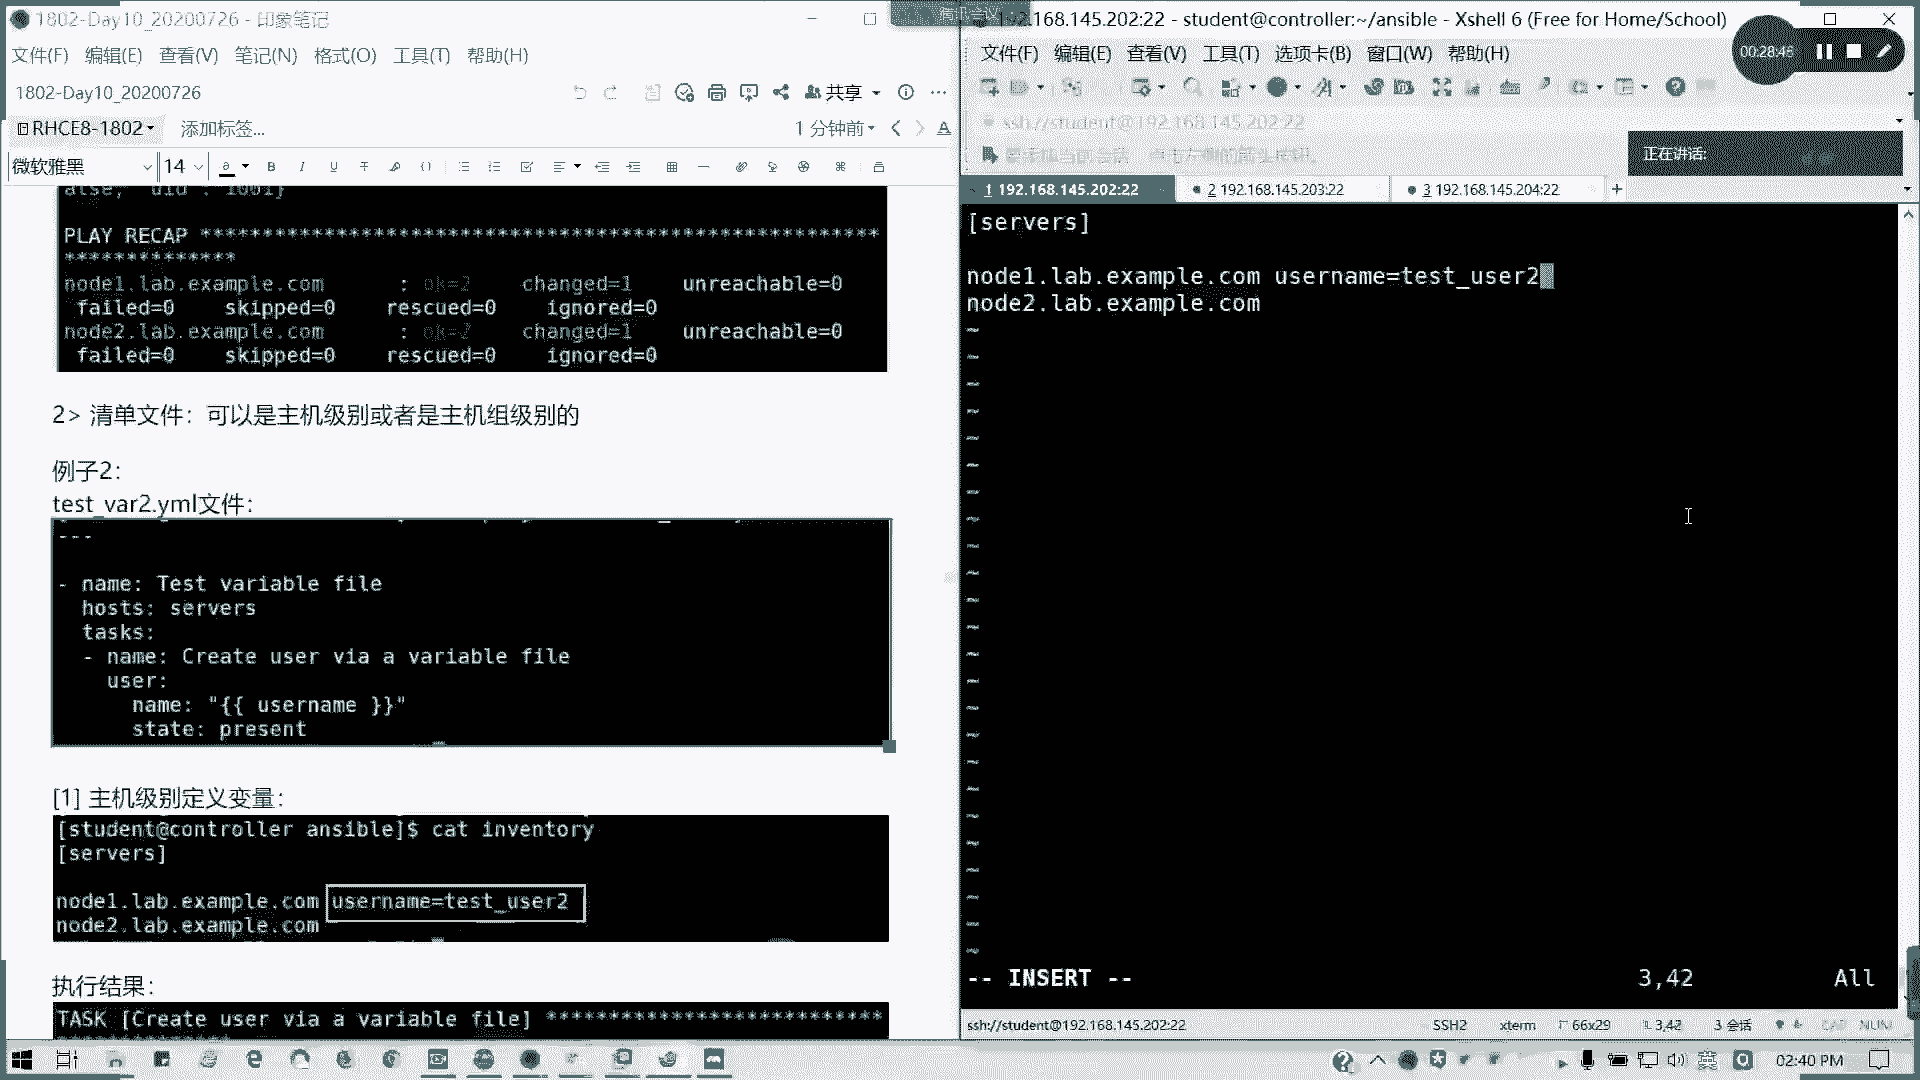 1802-Day10_20200726 - 印象笔记
文件(F) 编辑(E) 查看(V) 笔记(N) 格式(O) 工具(T) 帮助(H)
1802-Day10_20200726
共享
RHCE8-1802
添加标签...
1 分钟前
微软雅黑 14
PLAY RECAP ******************************************************
**************
node1.lab.example.com : ok=2 changed=1 unreachable=0
failed=0 skipped=0 rescued=0 ignored=0
node2.lab.example.com : ok=2 changed=1 unreachable=0
failed=0 skipped=0 rescued=0 ignored=0
2> 清单文件：可以是主机级别或者是主机组级别的
例子2：
test_var2.yml文件：
---
- name: Test variable file
hosts: servers
tasks:
- name: Create user via a variable file
user:
name: "{{ username }}"
state: present
[1] 主机级别定义变量：
[student@controller ansible]$ cat inventory
[servers]
node1.lab.example.com username=test_user2
node2.lab.example.com
执行结果：
TASK [Create user via a variable file] ***************************
192.168.145.202:22 - student@controller:~/ansible - Xshell 6 (Free for Home/School)
文件(F) 编辑(E) 查看(V) 工具(T) 选项卡(B) 窗口(W) 帮助(H)
00:28:46
ssh://student@192.168.145.202:22
正在讲话:
1 192.168.145.202:22
2 192.168.145.203:22
3 192.168.145.204:22
[servers]
node1.lab.example.com username=test_user2
node2.lab.example.com
-- INSERT -- 3,42 All
ssh://student@192.168.145.202:22 SSH2 xterm 66x29 3,42 3 会话 CAP NUM
英
02:40 PM